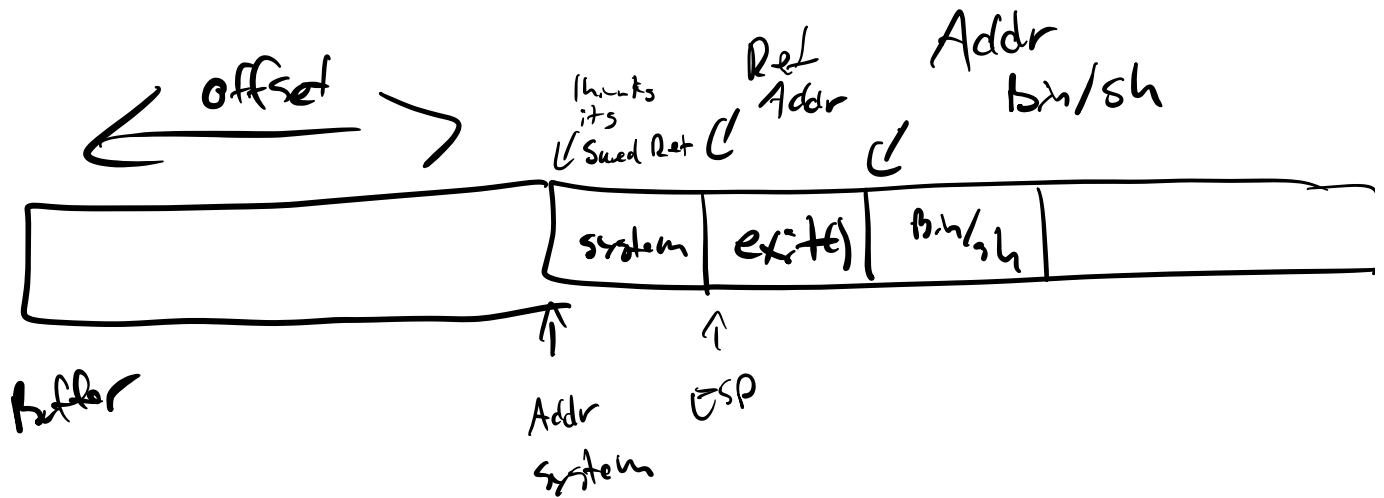 offset
Thinks
its
Saved Ret
Ret
Addr
Addr
Bin/sh
system
exit()
Bin/
sh
Buffer
Addr
system
ESP